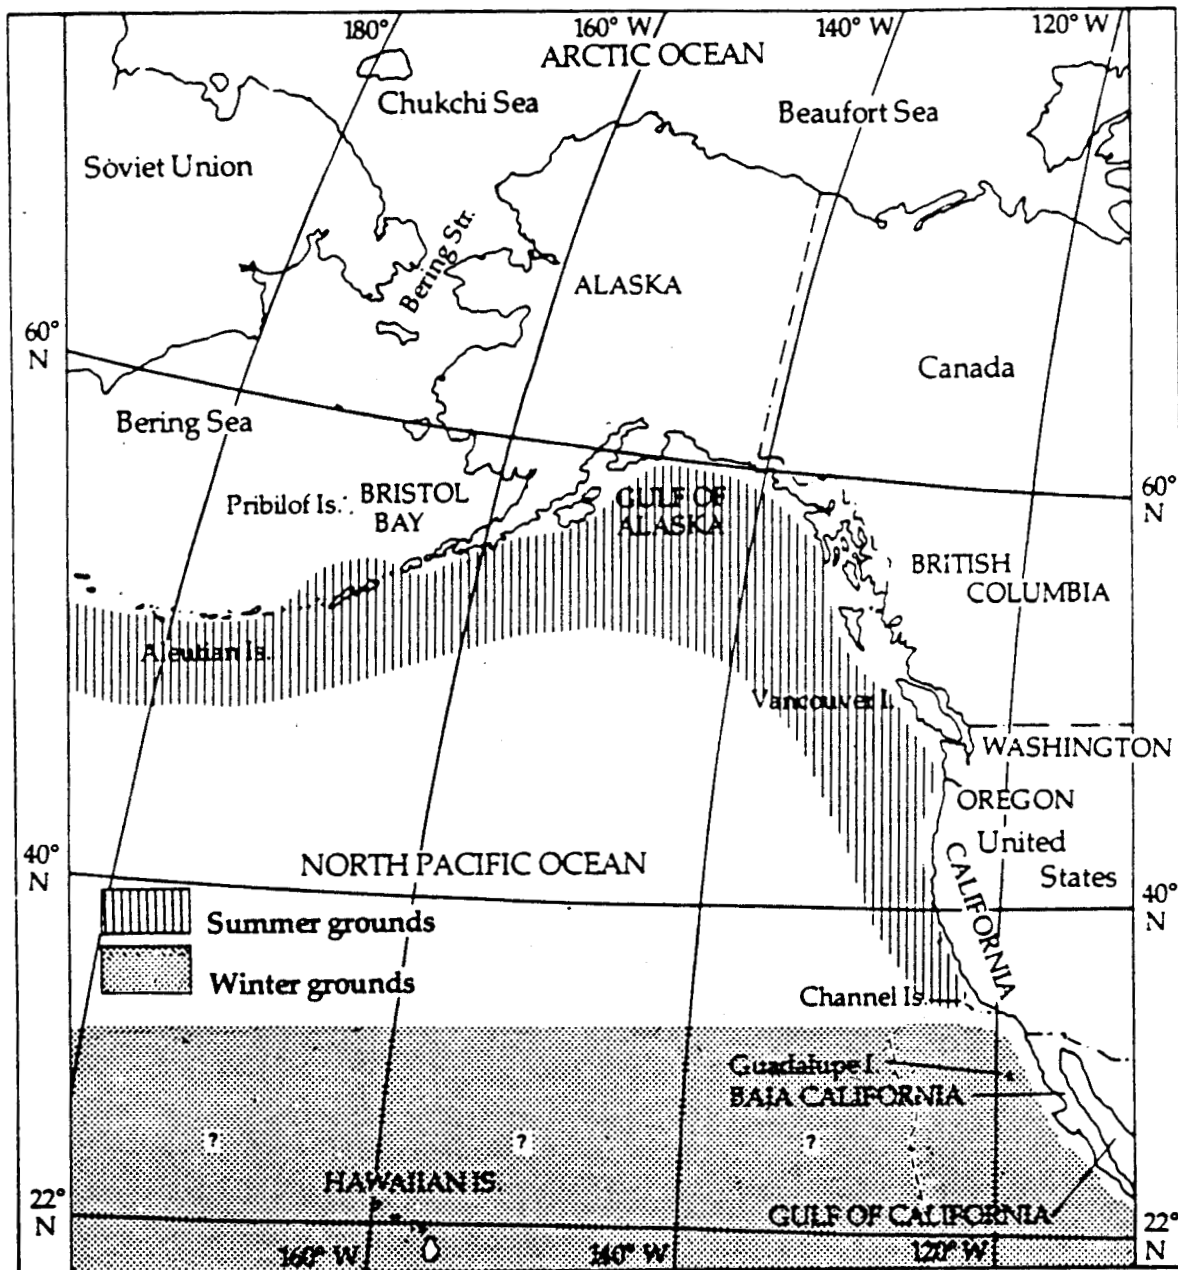 180°
160° W
140° W
120° W
ARCTIC OCEAN
Chukchi Sea
Beaufort Sea
Soviet Union
Bering Str.
ALASKA
60°
N
Canada
Bering Sea
Pribilof Is.
BRISTOL
BAY
GULF OF
ALASKA
60°
N
BRITISH
COLUMBIA
Aleutian Is.
Vancouver I.
WASHINGTON
OREGON
United
States
CALIFORNIA
NORTH PACIFIC OCEAN
40°
N
40°
N
Summer grounds
Winter grounds
Channel Is.
Guadalupe I.
BAJA CALIFORNIA
? ? ?
HAWAIIAN IS.
22°
N
GULF OF CALIFORNIA
22°
N
160° W
140° W
120° W